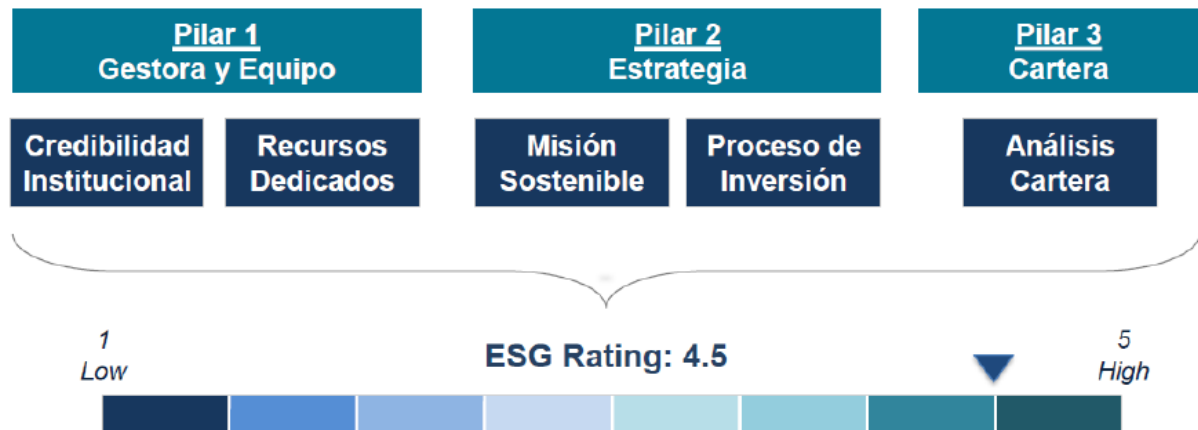 Pilar 1
Gestora y Equipo
Pilar 2
Estrategia
Pilar 3
Cartera
Credibilidad
Institucional
Recursos
Dedicados
Misión
Sostenible
Proceso de
Inversión
Análisis
Cartera
1
Low
ESG Rating: 4.5
5
High